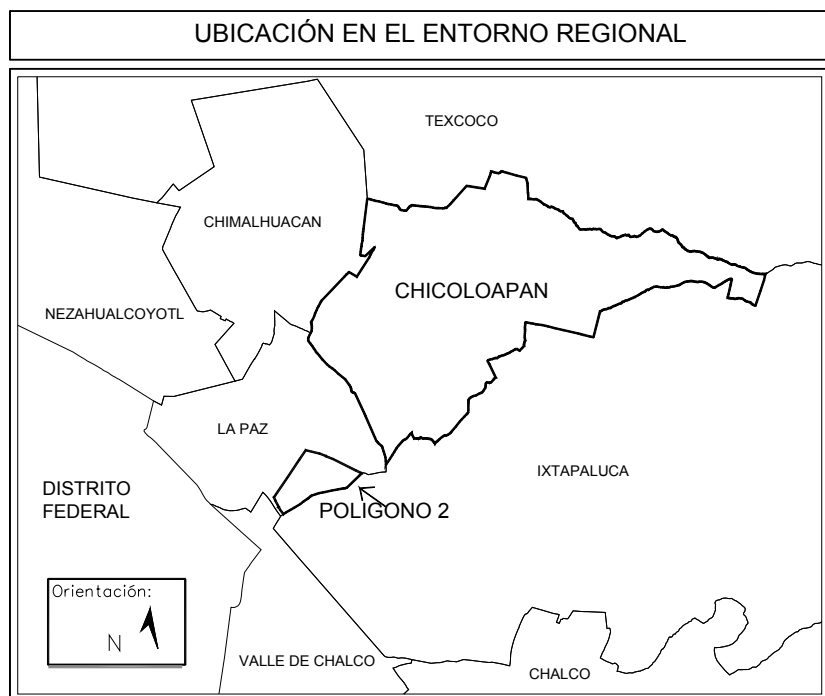 UBICACIÓN EN EL ENTORNO REGIONAL
TEXCOCO
CHIMALHUACAN
CHICOLOAPAN
NEZAHUALCOYOTL
LA PAZ
IXTAPALUCA
DISTRITO
FEDERAL
POLIGONO 2
Orientación:
N
VALLE DE CHALCO
CHALCO